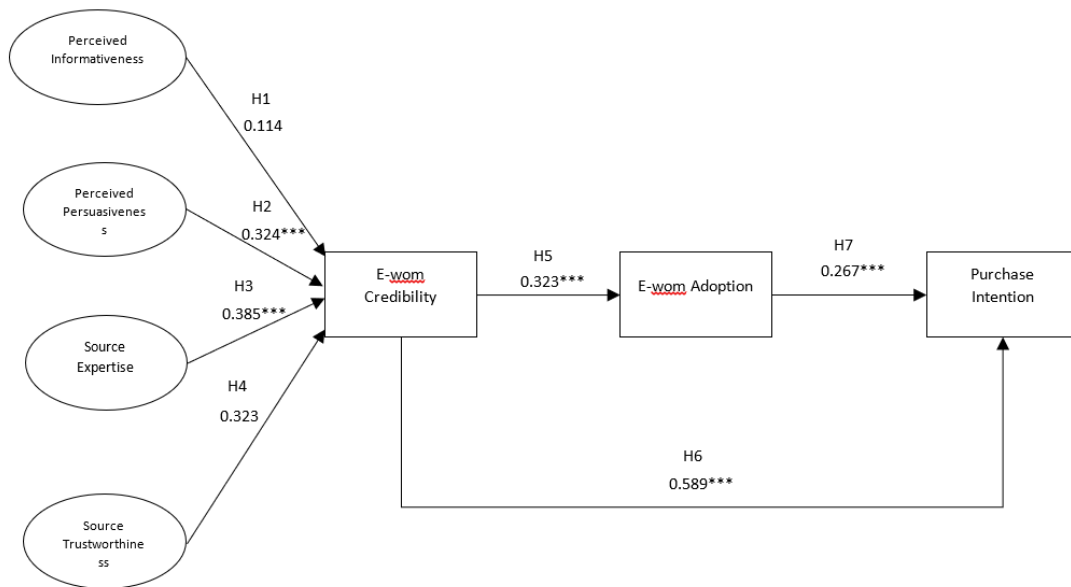 Perceived
Informativeness
H1
0.114
Perceived
Persuasivenes
s
H2
0.324***
H3
0.385***
Source
Expertise
H4
0.323
Source
Trustworthine
ss
E-wom
Credibility
H5
0.323***
E-wom Adoption
H7
0.267***
Purchase
Intention
H6
0.589***